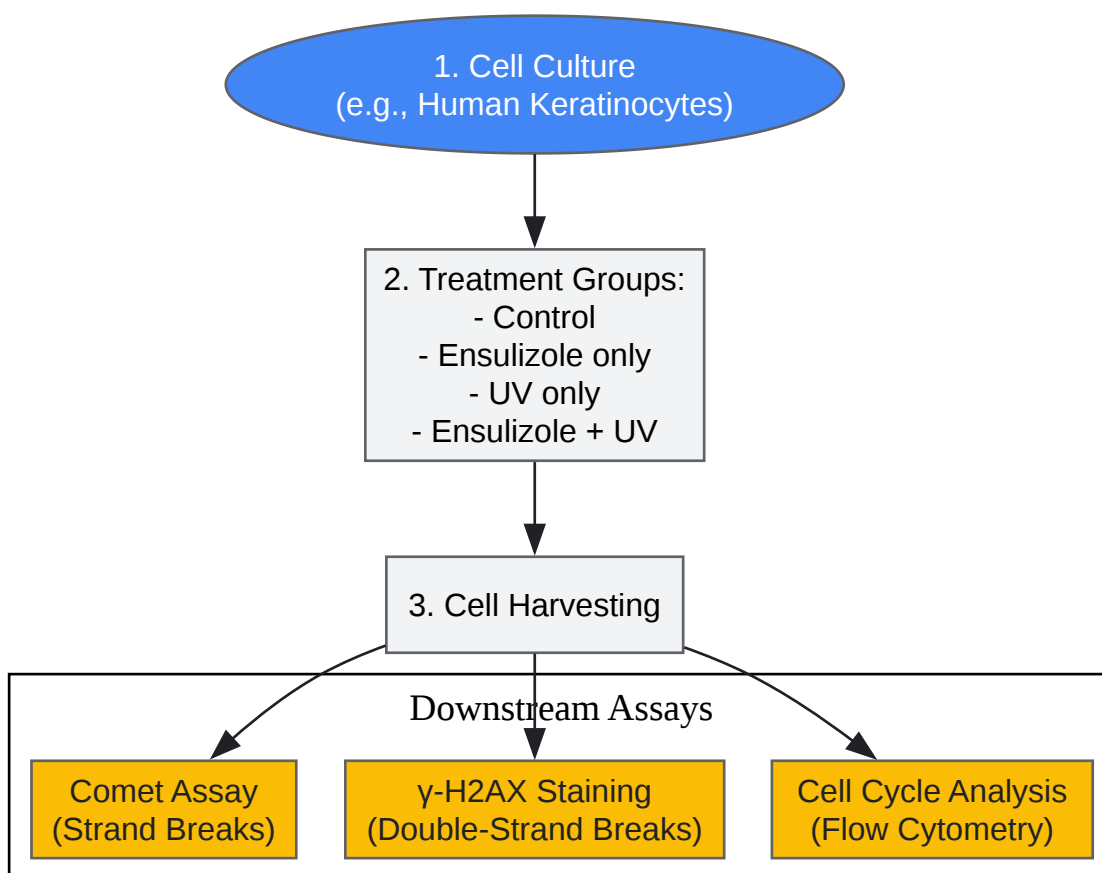 1. Cell Culture
(e.g., Human Keratinocytes)
2. Treatment Groups:
- Control
- Ensulizole only
- UV only
- Ensulizole + UV
3. Cell Harvesting
Downstream Assays
Comet Assay
(Strand Breaks)
γ-H2AX Staining
(Double-Strand Breaks)
Cell Cycle Analysis
(Flow Cytometry)